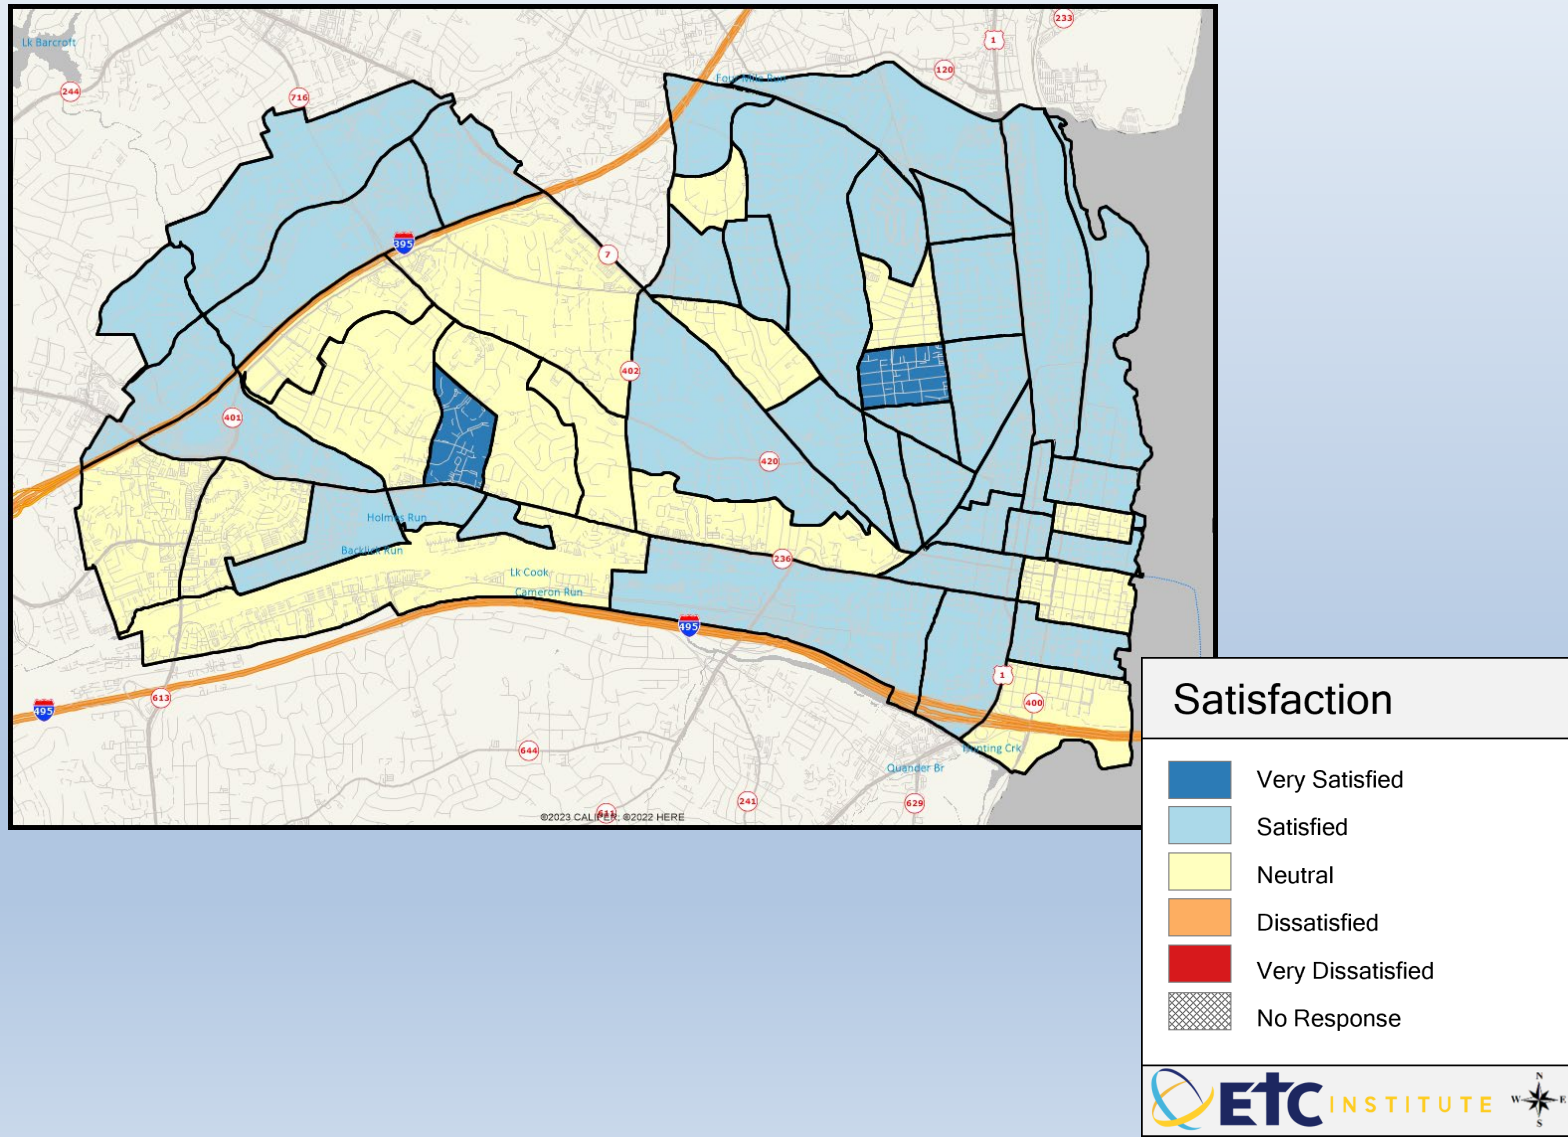 Lk Barcroft
233
1
120
244
716
Four Mile Run
395
7
402
401
420
Holmes Run
Backlick Run
236
Lk Cook
Cameron Run
495
1
400
613
495
644
Hunting Crk
Quander Br
241
629
611
©2023 CALIPER; ©2022 HERE
Satisfaction
Very Satisfied
Satisfied
Neutral
Dissatisfied
Very Dissatisfied
No Response
ETC INSTITUTE
N
W E
S